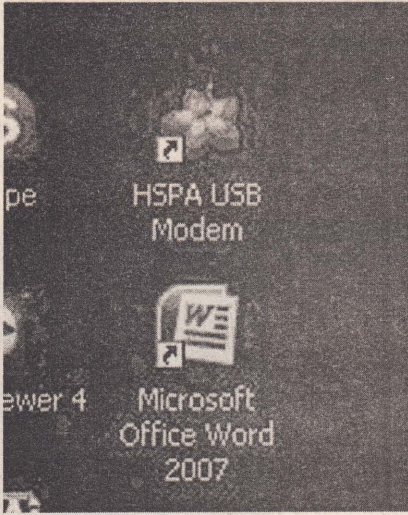 S
pe
HSPA USB
Modem
W
ewer 4
Microsoft
Office Word
2007